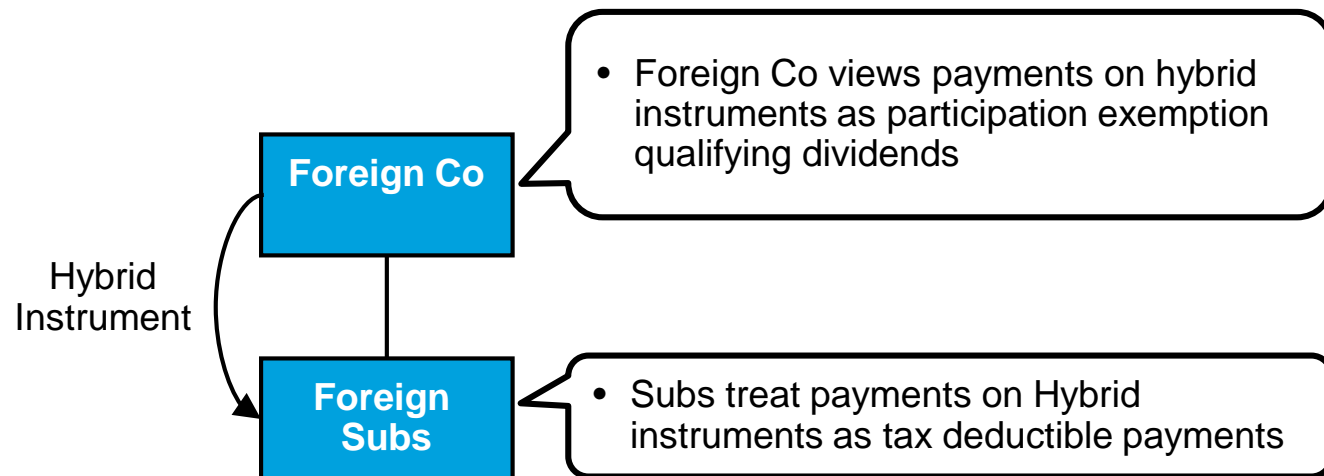 • Foreign Co views payments on hybrid
instruments as participation exemption
qualifying dividends
Foreign Co
Hybrid
Instrument
Foreign
Subs
• Subs treat payments on Hybrid
instruments as tax deductible payments